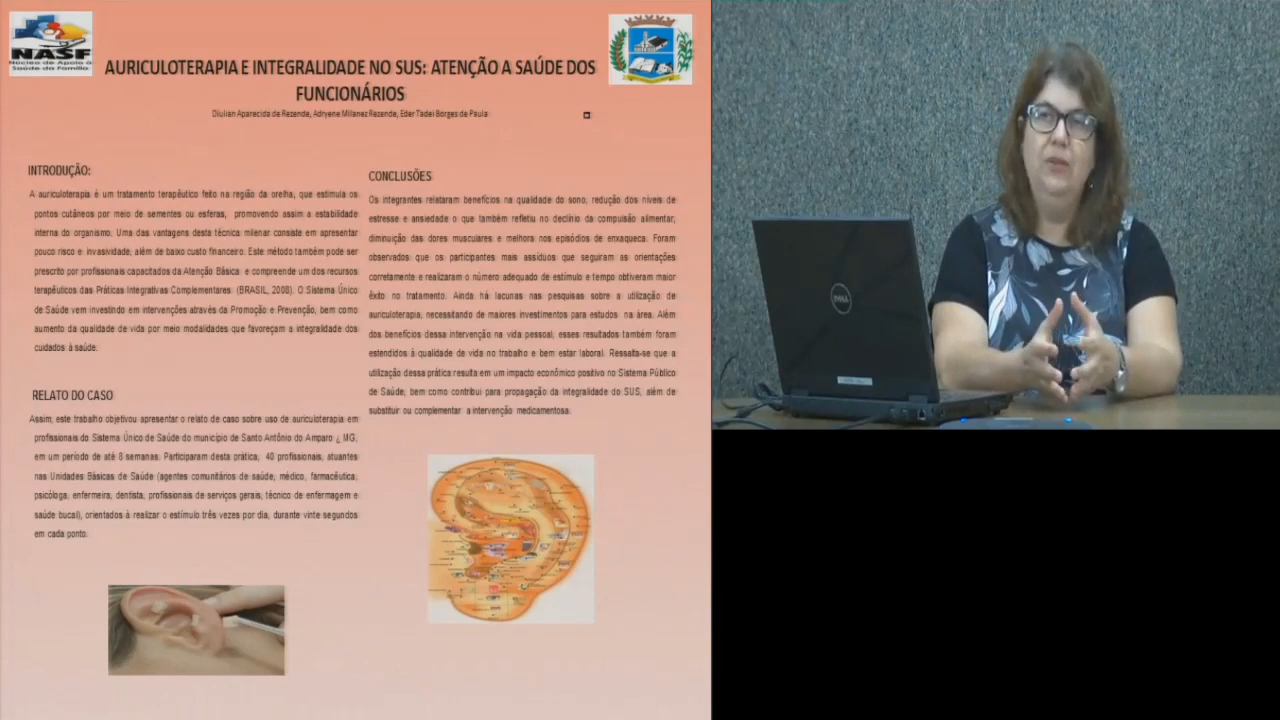 NASF
Núcleo de Apoio à
Saúde da Família
AURICULOTERAPIA E INTEGRALIDADE NO SUS: ATENÇÃO A SAÚDE DOS
FUNCIONÁRIOS
Diulian Aparecida de Rezende, Adryene Milanez Rezende, Eder Tadei Borges de Paula
INTRODUÇÃO:
A auriculoterapia é um tratamento terapêutico feito na região da orelha, que estimula os
pontos cutâneos por meio de sementes ou esferas, promovendo assim a estabilidade
interna do organismo. Uma das vantagens desta técnica milenar consiste em apresentar
pouco risco e invasividade, além de baixo custo financeiro. Este método também pode ser
prescrito por profissionais capacitados da Atenção Básica e compreende um dos recursos
terapêuticos das Práticas Integrativas Complementares. (BRASIL, 2008). O Sistema Único
de Saúde vem investindo em intervenções através da Promoção e Prevenção, bem como
aumento da qualidade de vida por meio modalidades que favoreçam a integralidade dos
cuidados à saúde.
RELATO DO CASO
Assim, este trabalho objetivou apresentar o relato de caso sobre uso de auriculoterapia em
profissionais do Sistema Único de Saúde do município de Santo Antônio do Amparo ¿ MG,
em um período de até 8 semanas. Participaram desta prática, 40 profissionais, atuantes
nas Unidades Básicas de Saúde (agentes comunitários de saúde, médico, farmacêutica,
psicóloga, enfermeira, dentista, profissionais de serviços gerais, técnico de enfermagem e
saúde bucal), orientados à realizar o estímulo três vezes por dia, durante vinte segundos
em cada ponto.
CONCLUSÕES
Os integrantes relataram benefícios na qualidade do sono, redução dos níveis de
estresse e ansiedade o que também refletiu no declínio da compulsão alimentar,
diminuição das dores musculares e melhora nos episódios de enxaqueca. Foram
observados que os participantes mais assíduos que seguiram as orientações
corretamente e realizaram o número adequado de estímulo e tempo obtiveram maior
êxito no tratamento. Ainda há lacunas nas pesquisas sobre a utilização de
auriculoterapia, necessitando de maiores investimentos para estudos na área. Além
dos benefícios dessa intervenção na vida pessoal, esses resultados também foram
estendidos à qualidade de vida no trabalho e bem estar laboral. Ressalta-se que a
utilização dessa prática resulta em um impacto econômico positivo no Sistema Público
de Saúde, bem como contribui para propagação da integralidade do SUS, além de
substituir ou complementar a intervenção medicamentosa.
DELL